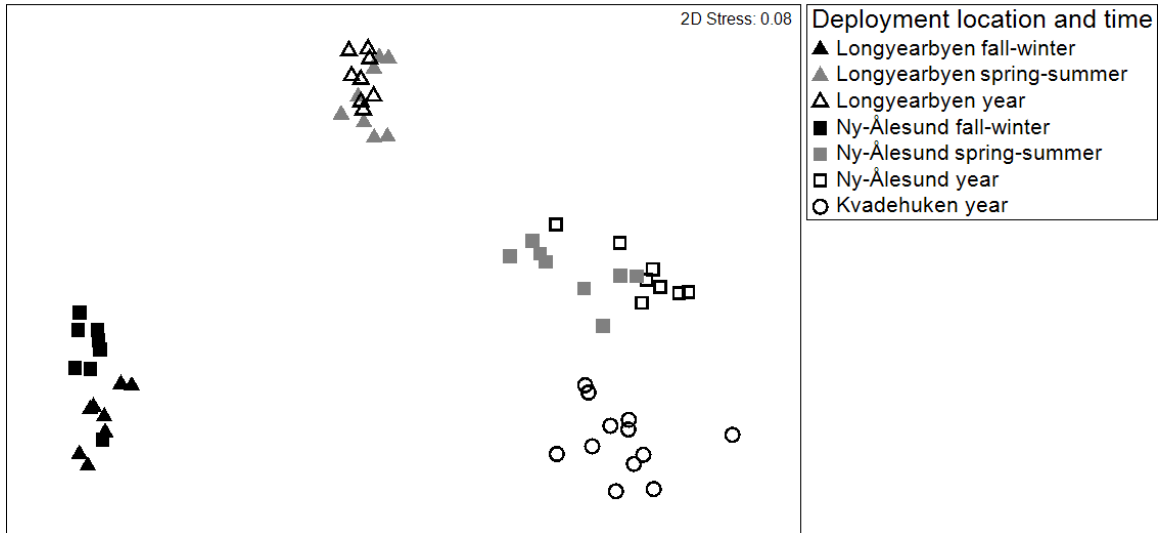 2D Stress: 0.08
Deployment location and time
Longyearbyen fall-winter
Longyearbyen spring-summer
Longyearbyen year
Ny-Ålesund fall-winter
Ny-Ålesund spring-summer
Ny-Ålesund year
Kvadehuken year